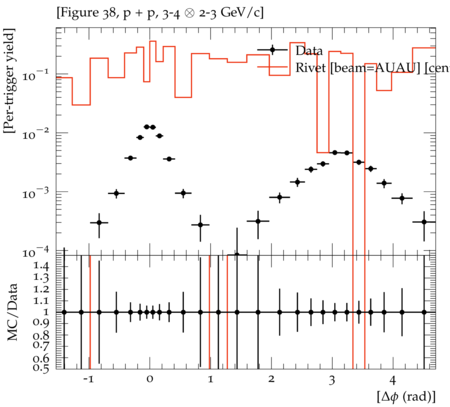 [Figure 38, p + p, 3-4 ⊗ 2-3 GeV/c]
[Per-trigger yield]
Data
Rivet [beam=AUAU] [cen
10⁻¹
10⁻²
10⁻³
10⁻⁴
MC/Data
1.4
1.3
1.2
1.1
1
0.9
0.8
0.7
0.6
0.5
-1 0 1 2 3 4
[Δϕ (rad)]